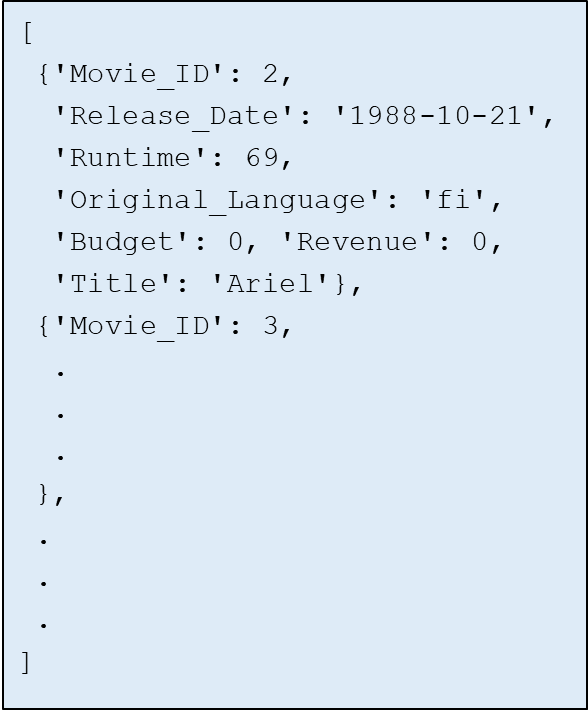 [
{'Movie_ID': 2,
'Release_Date': '1988-10-21',
'Runtime': 69,
'Original_Language': 'fi',
'Budget': 0, 'Revenue': 0,
'Title': 'Ariel'},
{'Movie_ID': 3,
.
.
.
},
.
.
.
]